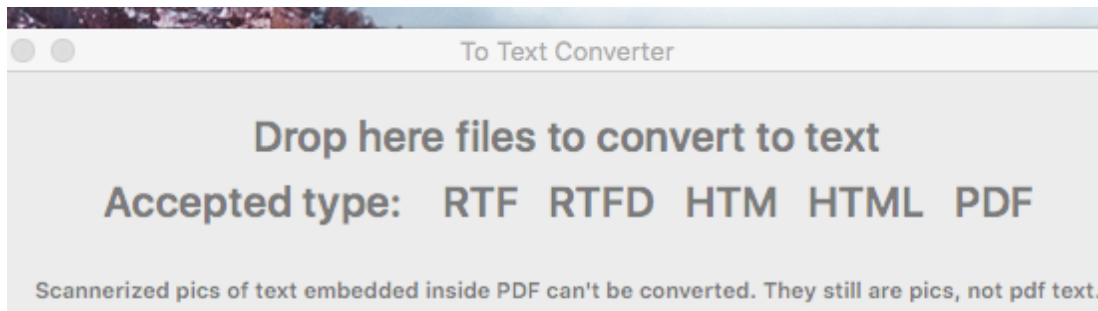 To Text Converter
Drop here files to convert to text
Accepted type: RTF RTFD HTM HTML PDF
Scannerized pics of text embedded inside PDF can't be converted. They still are pics, not pdf text.